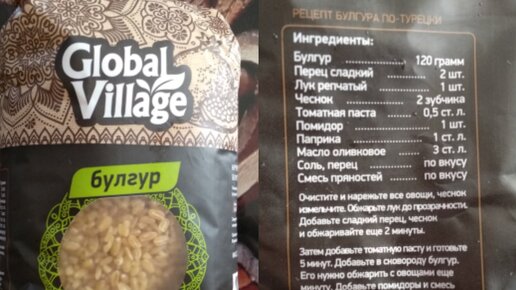 Global
Village
булгур
РЕЦЕПТ БУЛГУРА ПО-ТУРЕЦКИ
Ингредиенты:
Булгур 120 грамм
Перец сладкий 2 шт.
Лук репчатый 1 шт.
Чеснок 2 зубчика
Томатная паста 0,5 ст. л.
Помидор 1 шт.
Паприка 1 ст. л.
Масло оливковое 3 ст. л.
Соль, перец по вкусу
Смесь пряностей по вкусу
Очистите и нарежьте все овощи, чеснок
измельчите. Обжарьте лук до прозрачности.
Добавьте сладкий перец, чеснок
и обжаривайте еще 2 минуты.
Затем добавьте томатную пасту и готовьте
5 минут. Добавьте в сковороду булгур.
Его нужно обжарить с овощами еще
минуту. Добавьте помидоры и смесь